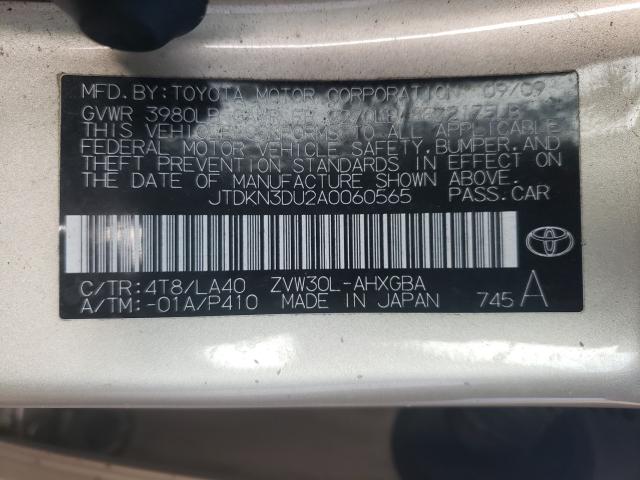 MFD. BY: TOYOTA MOTOR CORPORATION 09/09
GVWR 3980LB
THIS VEHICLE CONFORMS TO ALL APPLICABLE
FEDERAL MOTOR VEHICLE SAFETY, BUMPER, AND
THEFT PREVENTION STANDARDS IN EFFECT ON
THE DATE OF MANUFACTURE SHOWN ABOVE.
JTDKN3DU2A0060565 PASS. CAR
TOYOTA
C/TR: 4T8/LA40 ZVW30L-AHXGBA
A/TM: -01A/P410 MADE IN JAPAN 745 A